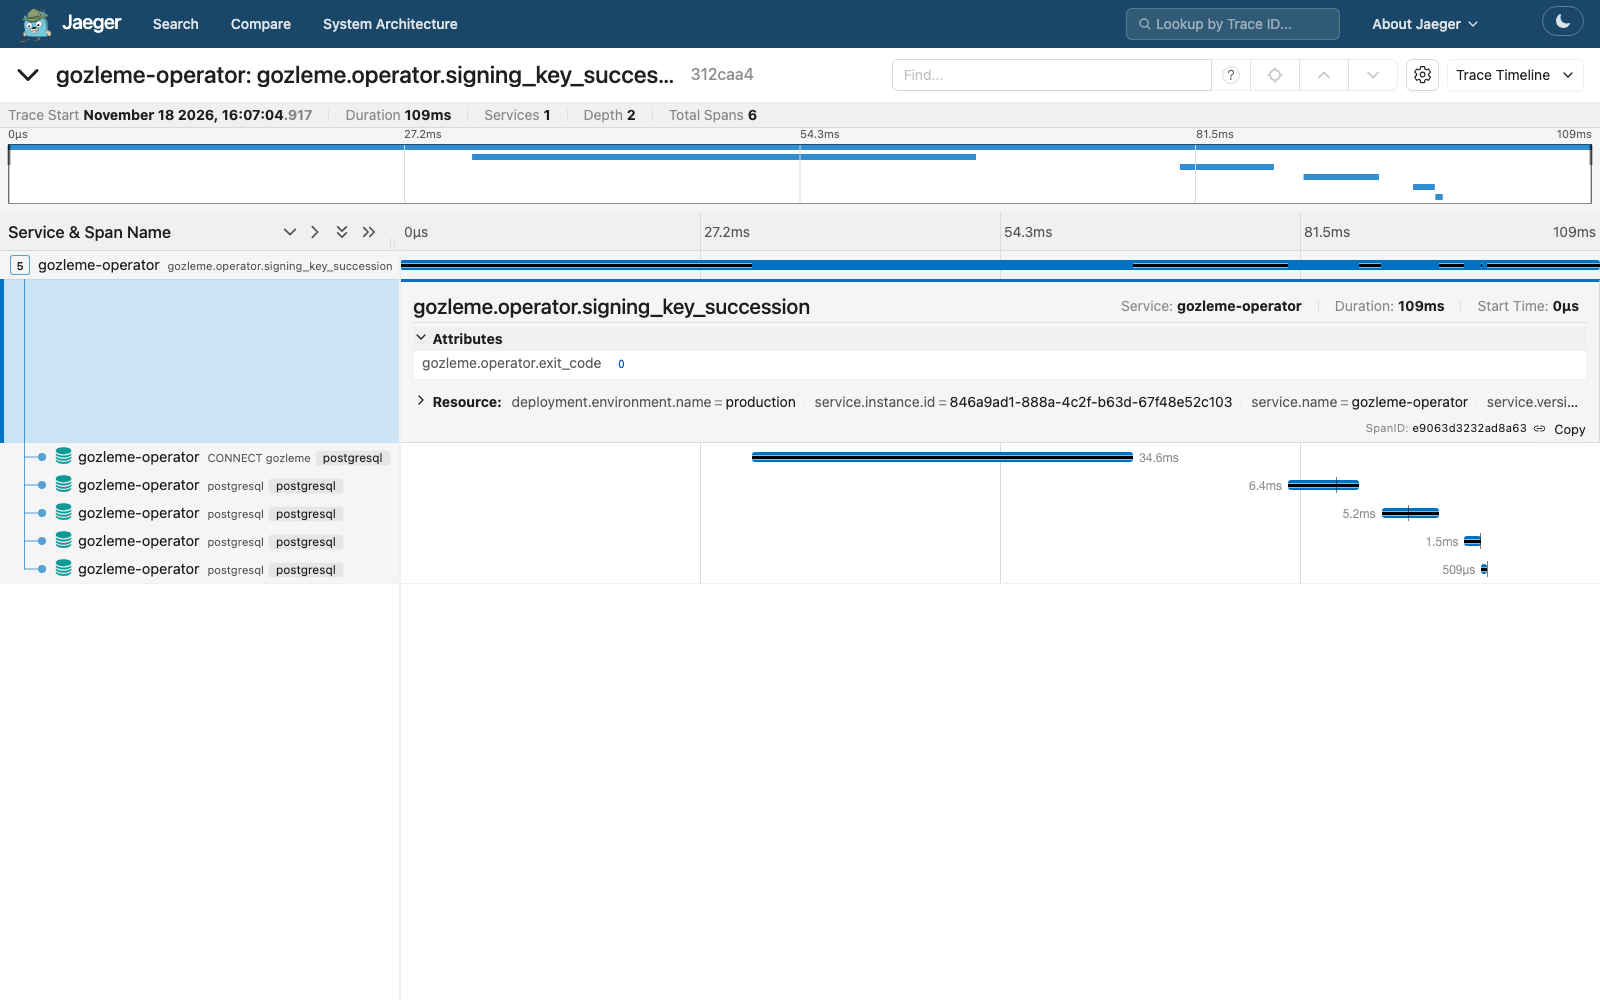 Jaeger Search Compare System Architecture Lookup by Trace ID... About Jaeger
gozleme-operator: gozleme.operator.signing_key_succes... 312caa4 Find... ? Trace Timeline
Trace Start November 18 2026, 16:07:04.917 Duration 109ms Services 1 Depth 2 Total Spans 6
0μs 27.2ms 54.3ms 81.5ms 109ms
Service & Span Name 0μs 27.2ms 54.3ms 81.5ms 109ms
5 gozleme-operator gozleme.operator.signing_key_succession
gozleme.operator.signing_key_succession Service: gozleme-operator Duration: 109ms Start Time: 0μs
Attributes
gozleme.operator.exit_code 0
Resource: deployment.environment.name = production service.instance.id = 846a9ad1-888a-4c2f-b63d-67f48e52c103 service.name = gozleme-operator service.versi...
SpanID: e9063d3232ad8a63 Copy
gozleme-operator CONNECT gozleme postgresql 34.6ms
gozleme-operator postgresql postgresql 6.4ms
gozleme-operator postgresql postgresql 5.2ms
gozleme-operator postgresql postgresql 1.5ms
gozleme-operator postgresql postgresql 509μs